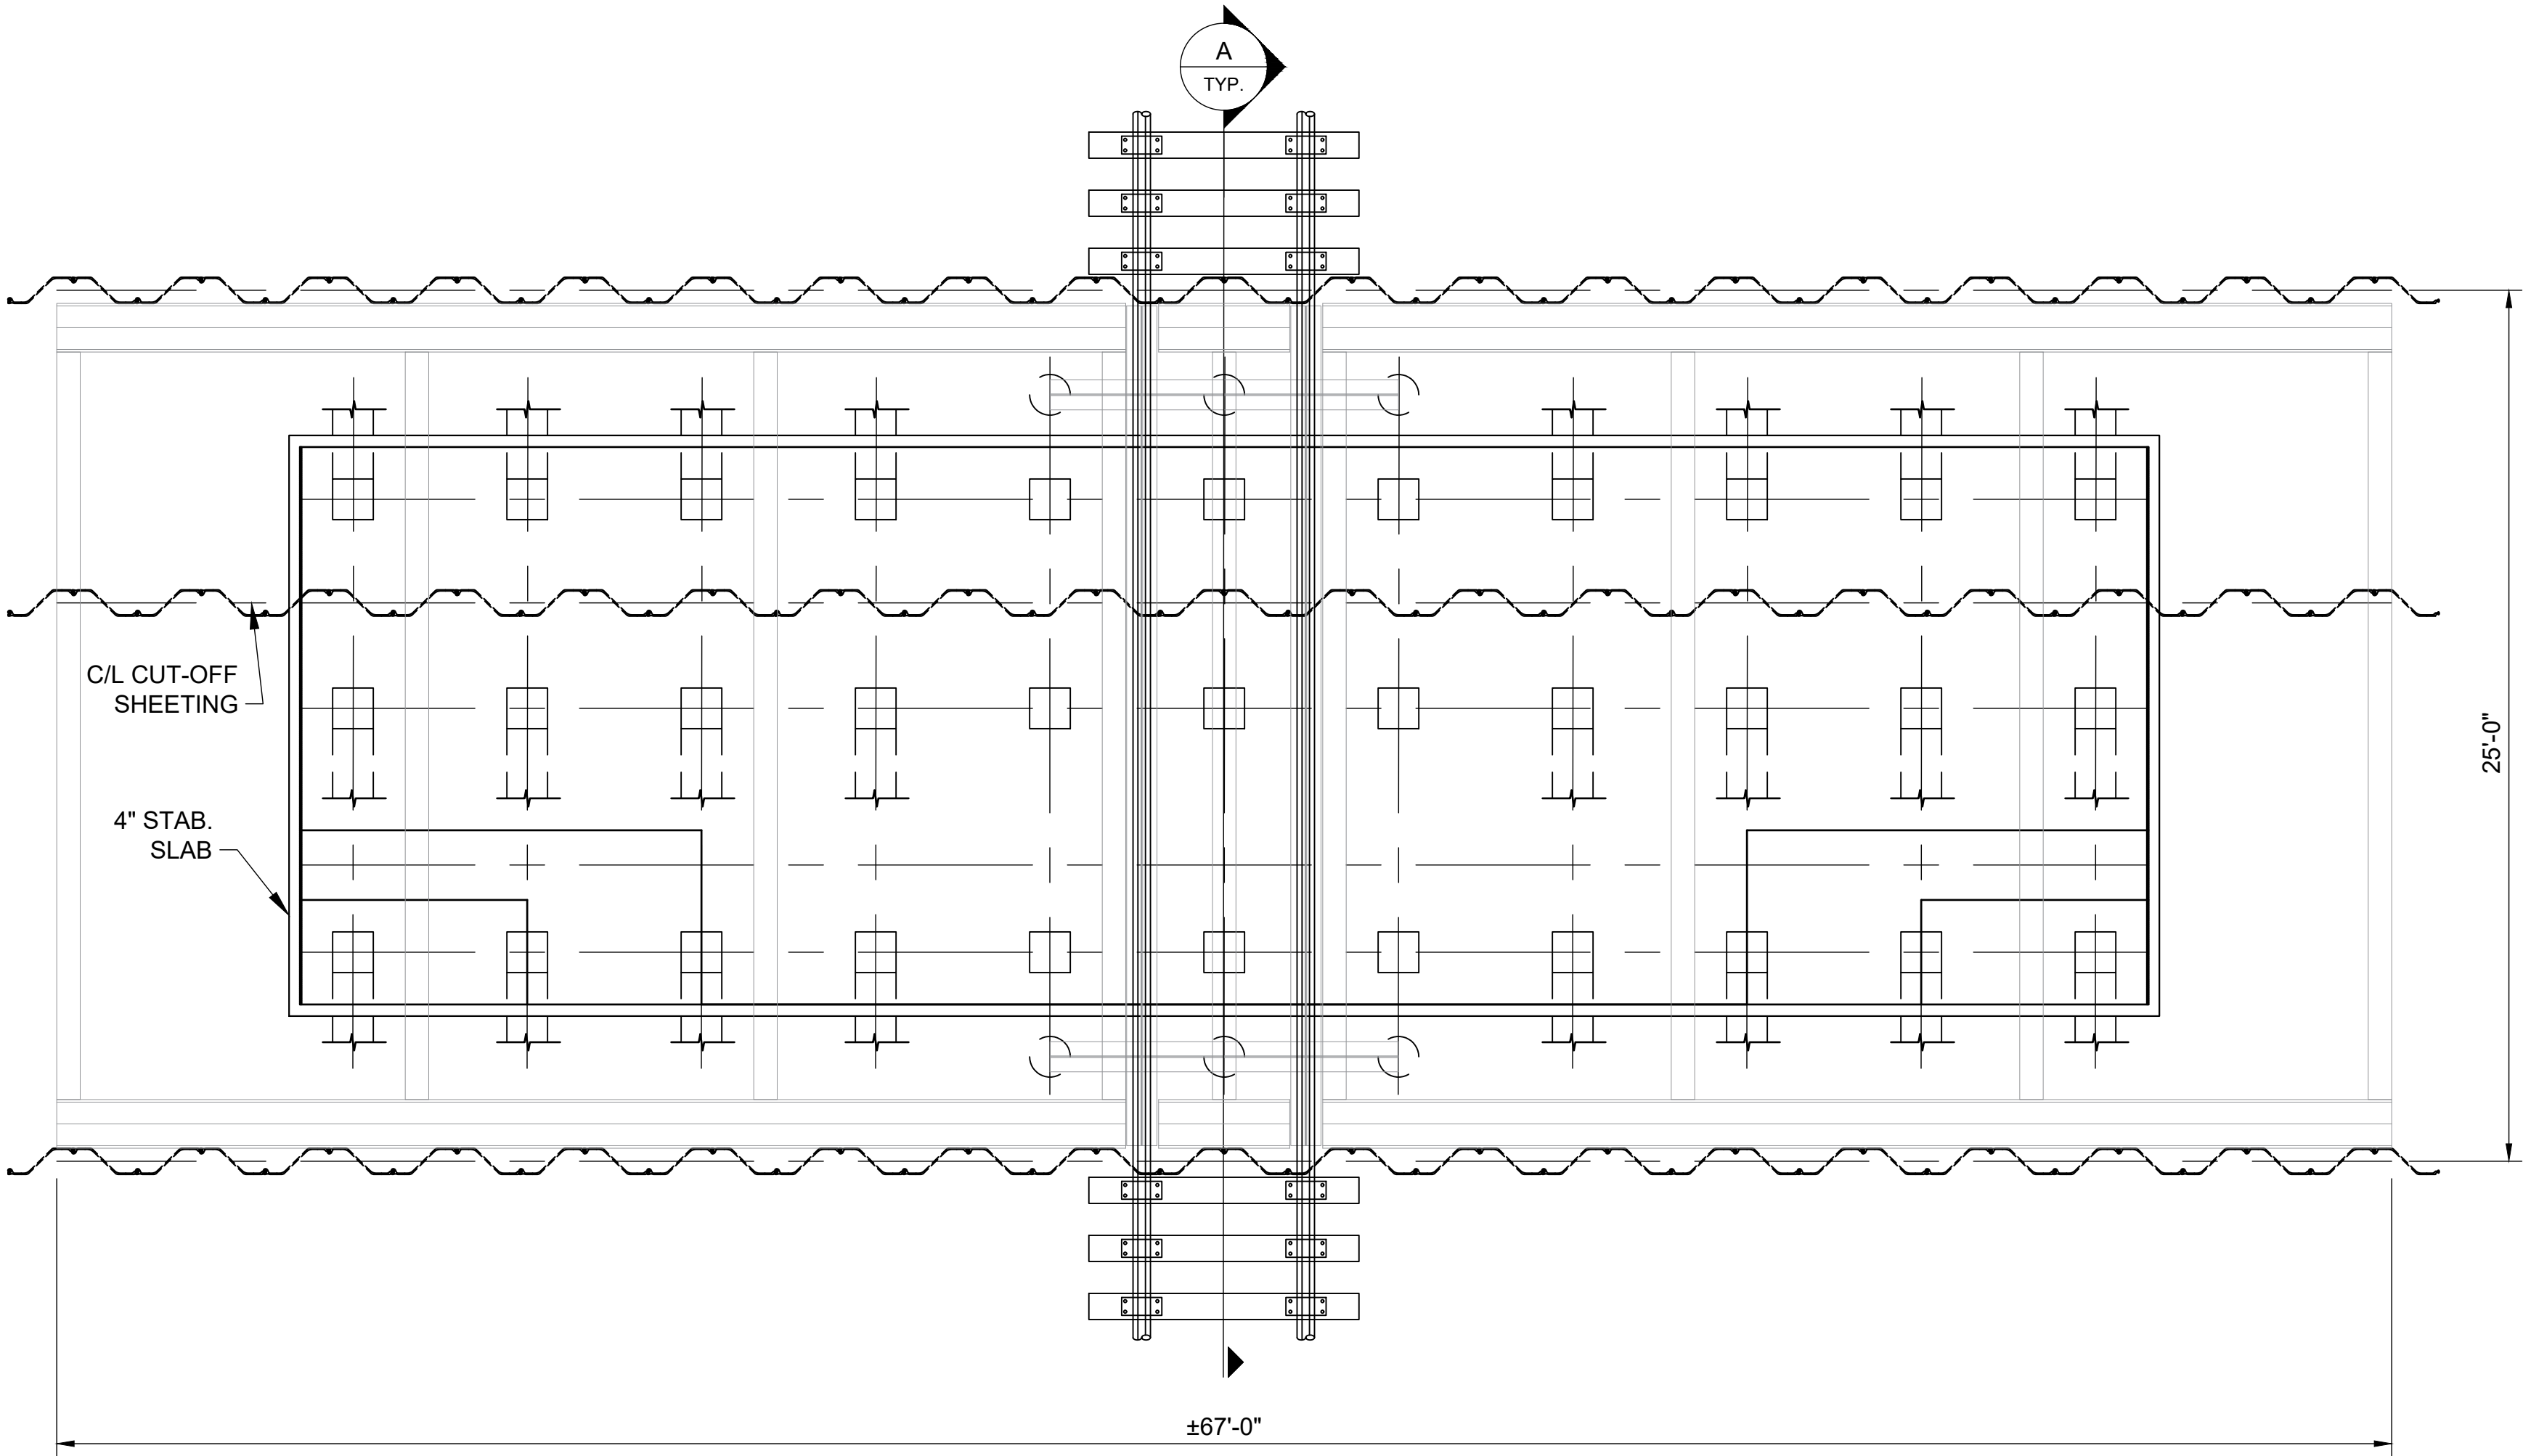 A
TYP.
C/L CUT-OFF
SHEETING
4" STAB.
SLAB
25'-0"
±67'-0"